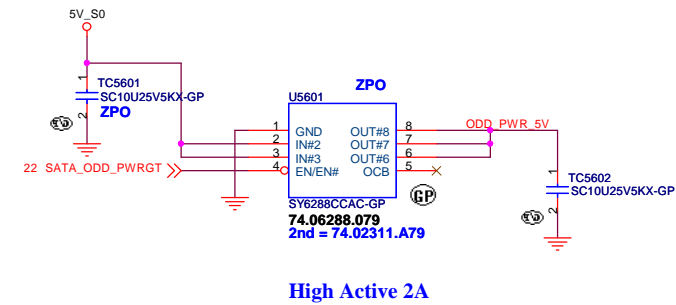 5V_S0
1
TC5601
SC10U25V5KX-GP
2
ZPO
ZPO
U5601
1 GND OUT#8 8
2 IN#2 OUT#7 7
3 IN#3 OUT#6 6
4 EN/EN# OCB 5
ODD_PWR_5V
22 SATA_ODD_PWRGT
GP
SY6288CCAC-GP
74.06288.079
2nd = 74.02311.A79
1
TC5602
SC10U25V5KX-GP
2
High Active 2A